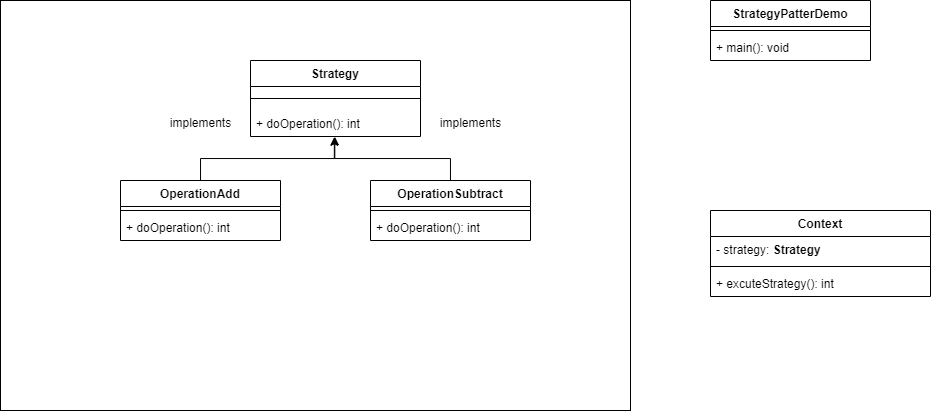 StrategyPatterDemo
+ main(): void
Strategy
+ doOperation(): int
implements
implements
OperationAdd
+ doOperation(): int
OperationSubtract
+ doOperation(): int
Context
- strategy: Strategy
+ excuteStrategy(): int